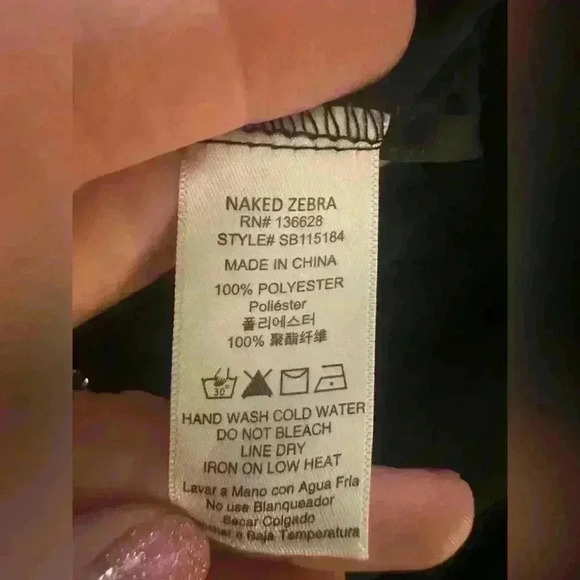 NAKED ZEBRA
RN# 136628
STYLE# SB115184
MADE IN CHINA
100% POLYESTER
Poliéster
폴리에스터
100% 聚酯纤维
30°
HAND WASH COLD WATER
DO NOT BLEACH
LINE DRY
IRON ON LOW HEAT
Lavar a Mano con Agua Fria
No use Blanqueador
Secar Colgado
a Baja Temperatura